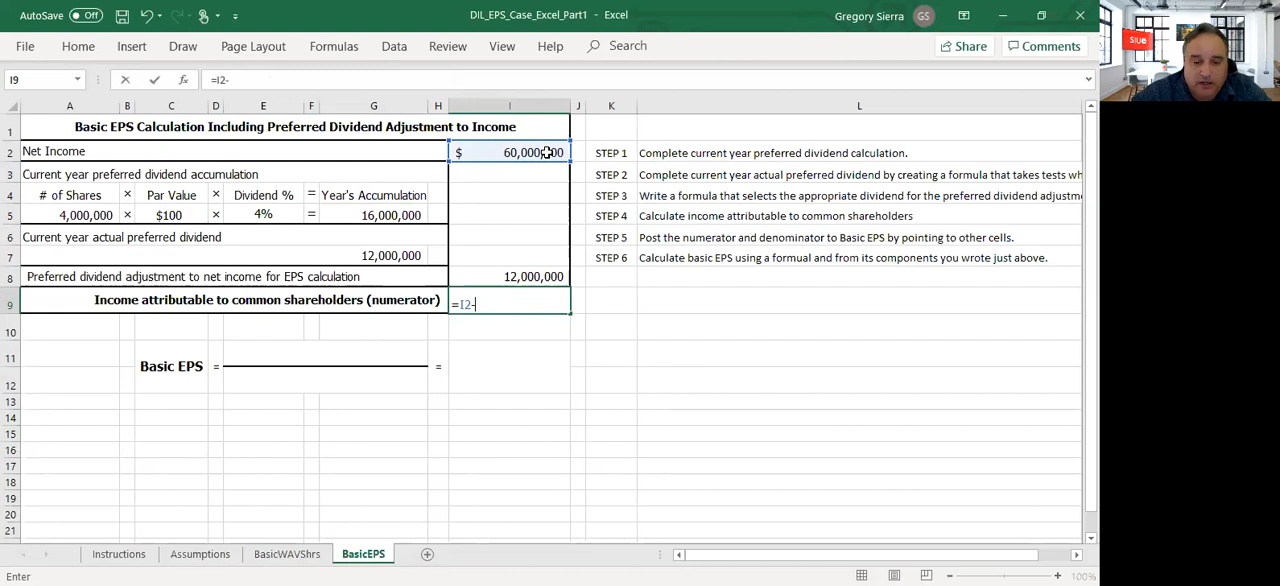 AutoSave Off DIL_EPS_Case_Excel_Part1 - Excel Gregory Sierra GS
File Home Insert Draw Page Layout Formulas Data Review View Help Search Share Comments
I9 fx =I2-
A B C D E F G H I J K L
1 Basic EPS Calculation Including Preferred Dividend Adjustment to Income
2 Net Income $ 60,000,000 STEP 1 Complete current year preferred dividend calculation.
3 Current year preferred dividend accumulation STEP 2 Complete current year actual preferred dividend by creating a formula that takes tests wh
4 # of Shares × Par Value × Dividend % = Year's Accumulation STEP 3 Write a formula that selects the appropriate dividend for the preferred dividend adjustme
5 4,000,000 × $100 × 4% = 16,000,000 STEP 4 Calculate income attributable to common shareholders
6 Current year actual preferred dividend STEP 5 Post the numerator and denominator to Basic EPS by pointing to other cells.
7 12,000,000 STEP 6 Calculate basic EPS using a formual and from its components you wrote just above.
8 Preferred dividend adjustment to net income for EPS calculation 12,000,000
9 Income attributable to common shareholders (numerator) =I2-
10
11 Basic EPS = =
12
13
14
15
16
17
18
19
20
21
Instructions Assumptions BasicWAVShrs BasicEPS
Enter 100%
SIUE